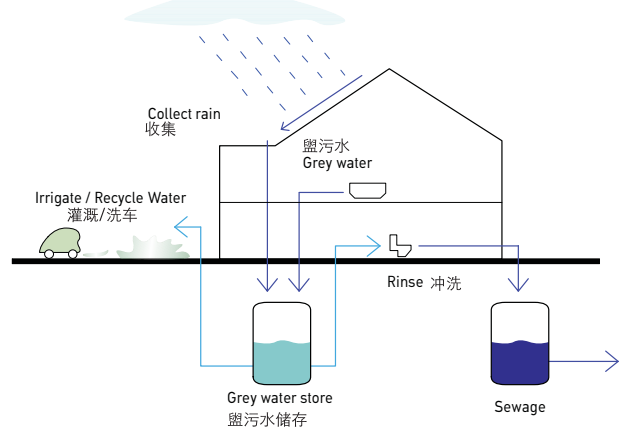 Collect rain
收集
盥污水
Grey water
Irrigate / Recycle Water
灌溉/洗车
Rinse 冲洗
Grey water store
盥污水储存
Sewage